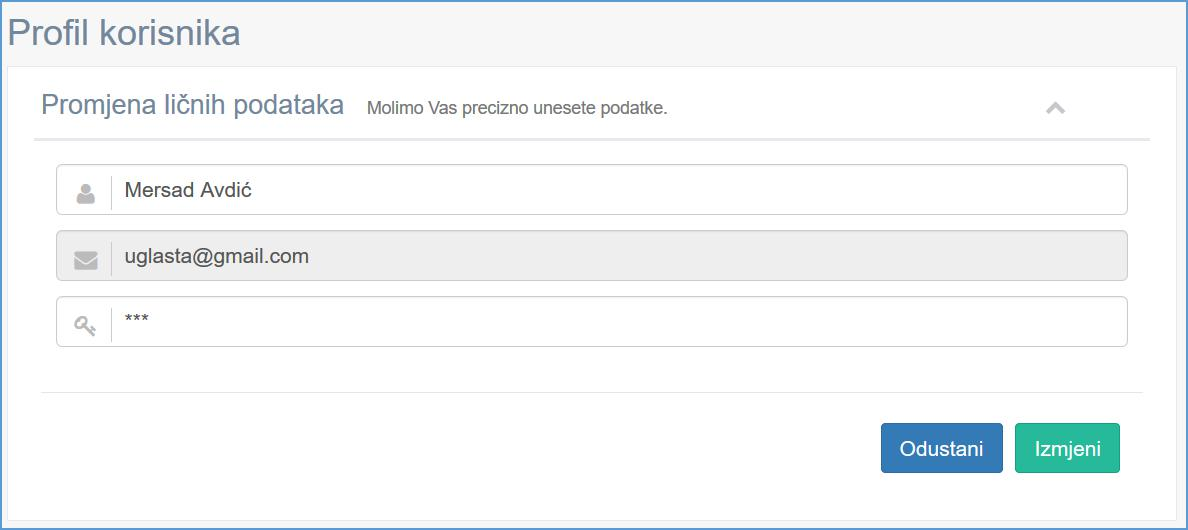 Profil korisnika
Promjena ličnih podataka Molimo Vas precizno unesete podatke.
Mersad Avdić
uglasta@gmail.com
***
Odustani Izmjeni